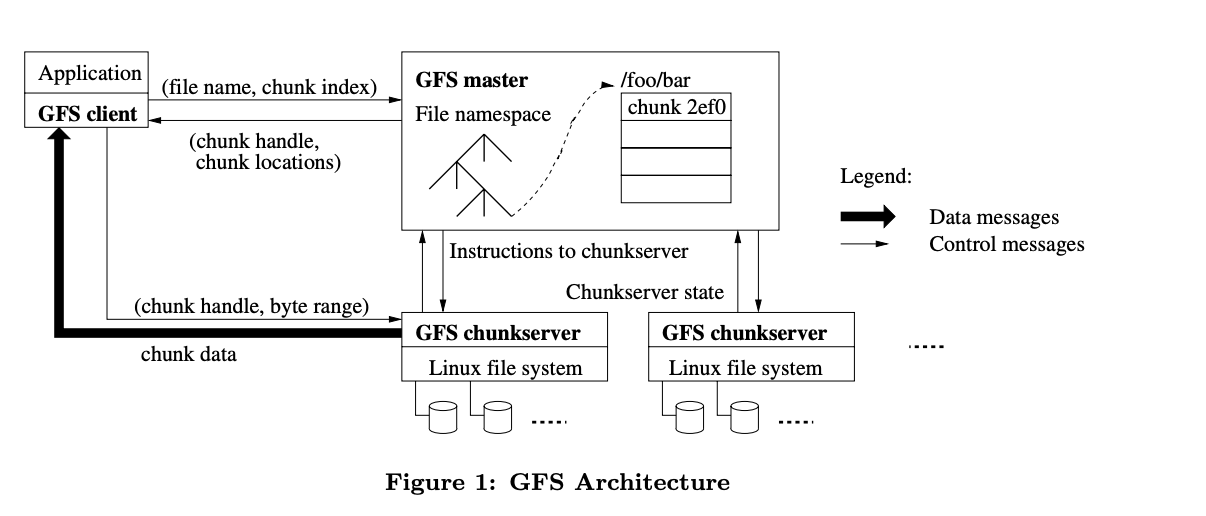 Application
GFS client
(file name, chunk index)
(chunk handle,
chunk locations)
GFS master
File namespace
/foo/bar
chunk 2ef0
Legend:
Data messages
Control messages
Instructions to chunkserver
Chunkserver state
(chunk handle, byte range)
chunk data
GFS chunkserver
Linux file system
GFS chunkserver
Linux file system
Figure 1: GFS Architecture